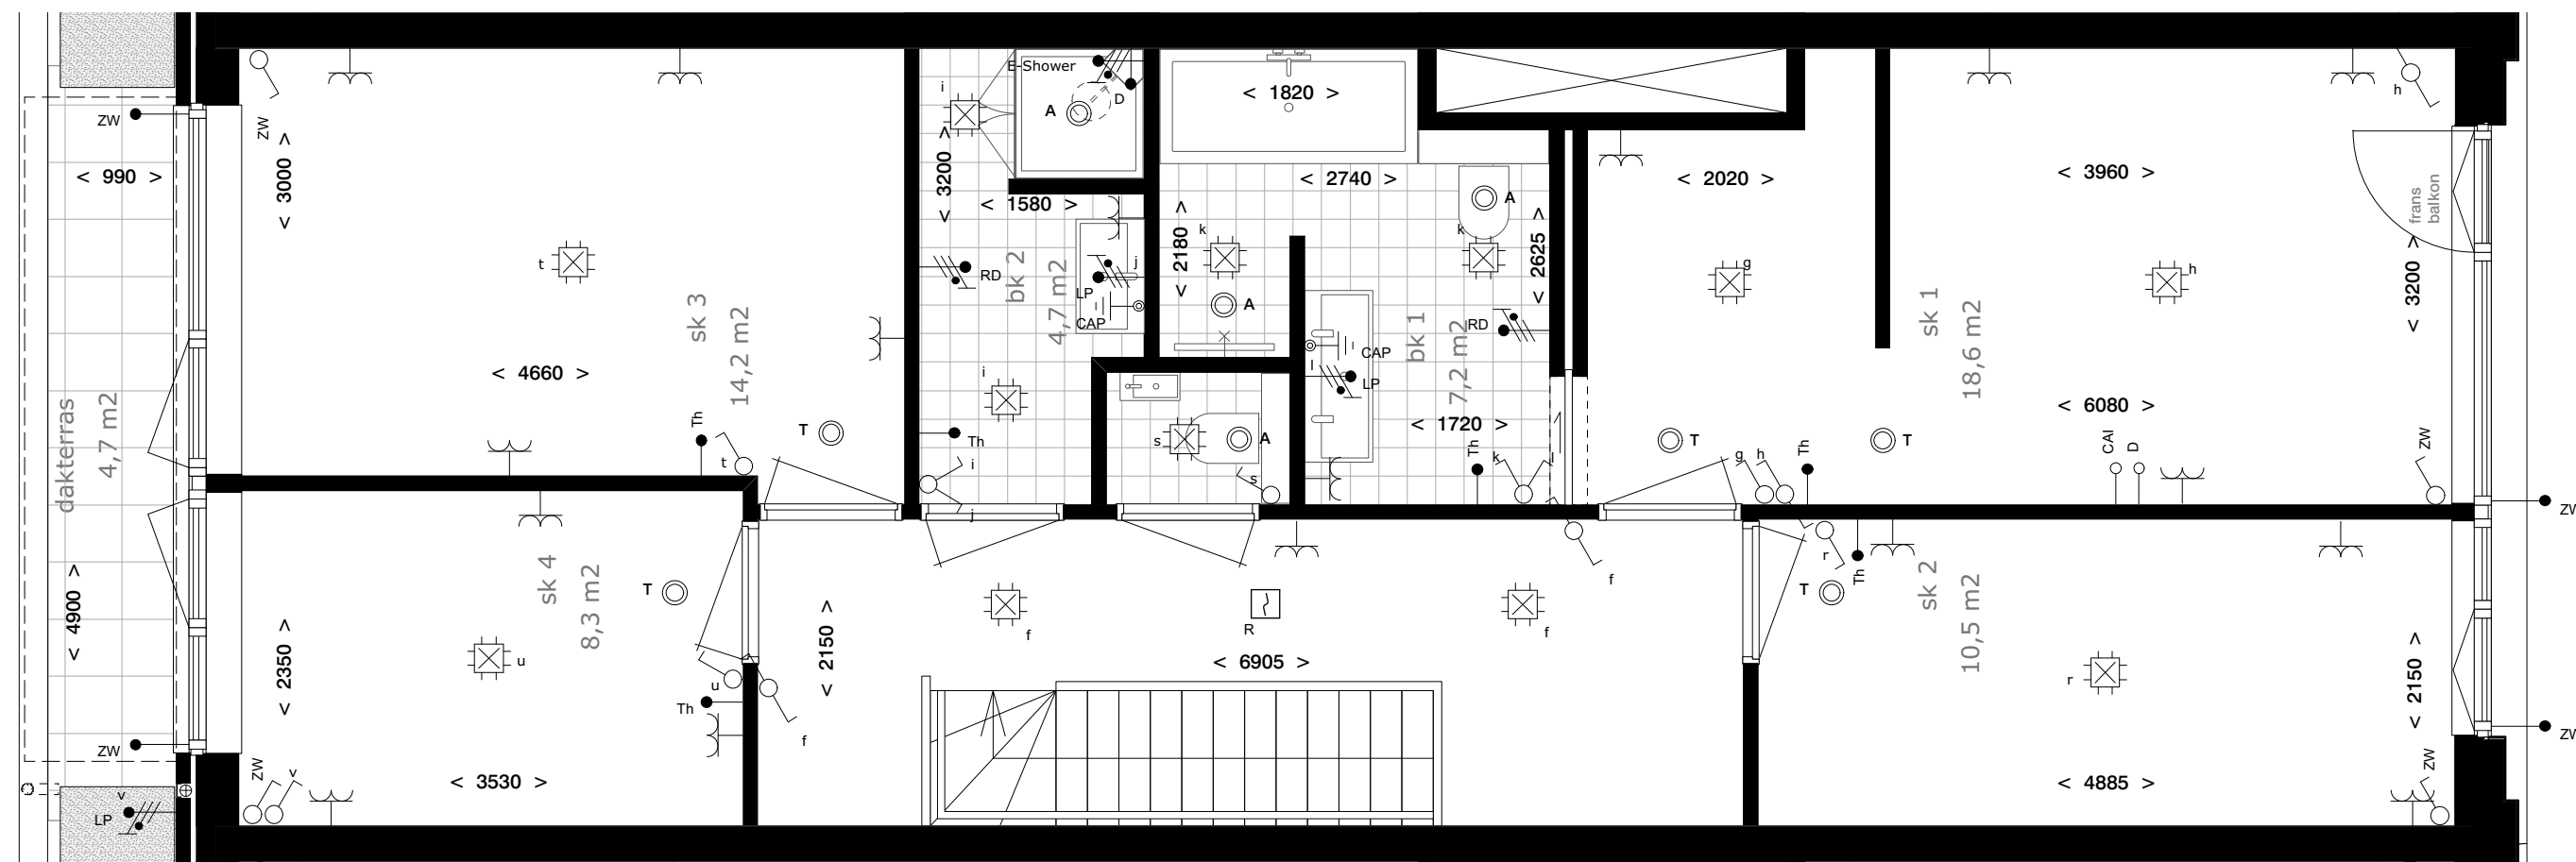 ZW
< 990 >
dakterras
4,7 m2
< 4900 >
ZW
v
LP
ZW
< 3000 >
t
< 4660 >
sk 3
14,2 m2
Th
t
T
sk 4
8,3 m2
T
< 2350 >
u
u
Th
f
< 3530 >
ZW
v
i
E-Shower
A
D
< 3200 >
< 1580 >
RD
bk 2
4,7 m2
j
LP
CAP
i
Th
i
j
< 1820 >
< 2740 >
k
< 2180 >
A
k
A
< 2625 >
RD
bk 1
7,2 m2
CAP
l
LP
< 1720 >
Th
k
l
s
A
s
f
< 2150 >
f
R
f
< 6905 >
< 2020 >
g
T
g
h
Th
T
sk 1
18,6 m2
< 3960 >
h
h
frans
balkon
< 3200 >
< 6080 >
CAI
D
ZW
ZW
r
Th
T
sk 2
10,5 m2
r
< 2150 >
< 4885 >
ZW
ZW